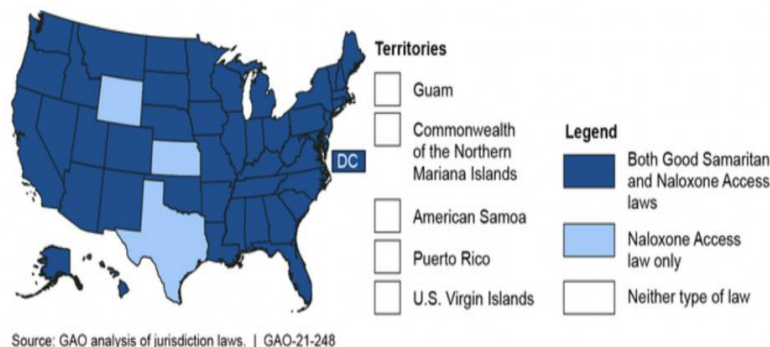 Territories
Guam
Commonwealth
of the Northern
Mariana Islands
American Samoa
Puerto Rico
U.S. Virgin Islands
DC
Legend
Both Good Samaritan
and Naloxone Access
laws
Naloxone Access
law only
Neither type of law
Source: GAO analysis of jurisdiction laws. | GAO-21-248